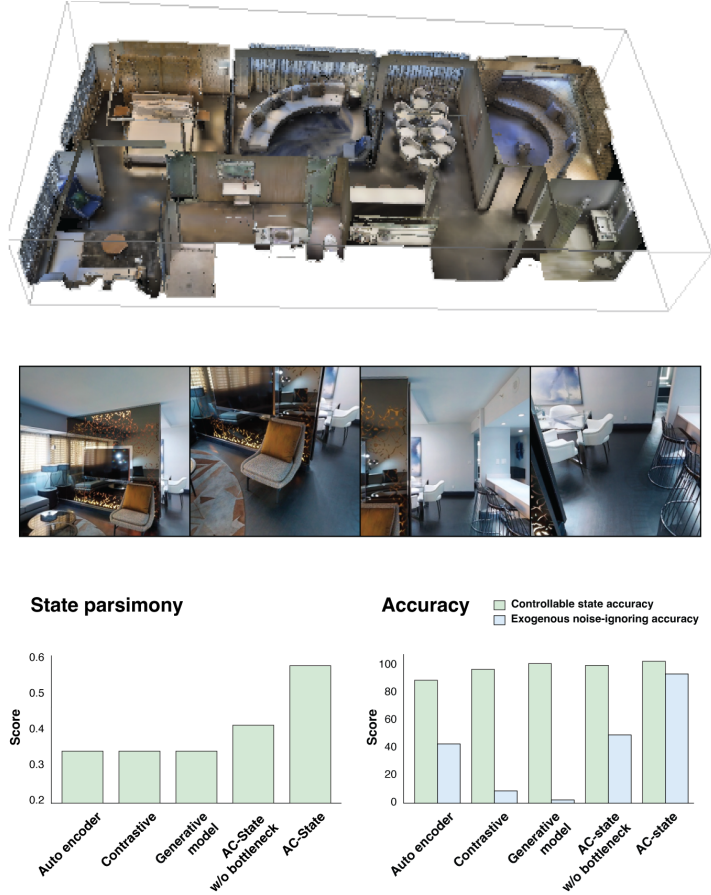 State parsimony
Score
0.6
0.5
0.4
0.3
0.2
Auto encoder
Contrastive
Generative
model
AC-State
w/o bottleneck
AC-State
Accuracy
Controllable state accuracy
Exogenous noise-ignoring accuracy
Score
100
80
60
40
20
0
Auto encoder
Contrastive
Generative
model
AC-state
w/o bottleneck
AC-state